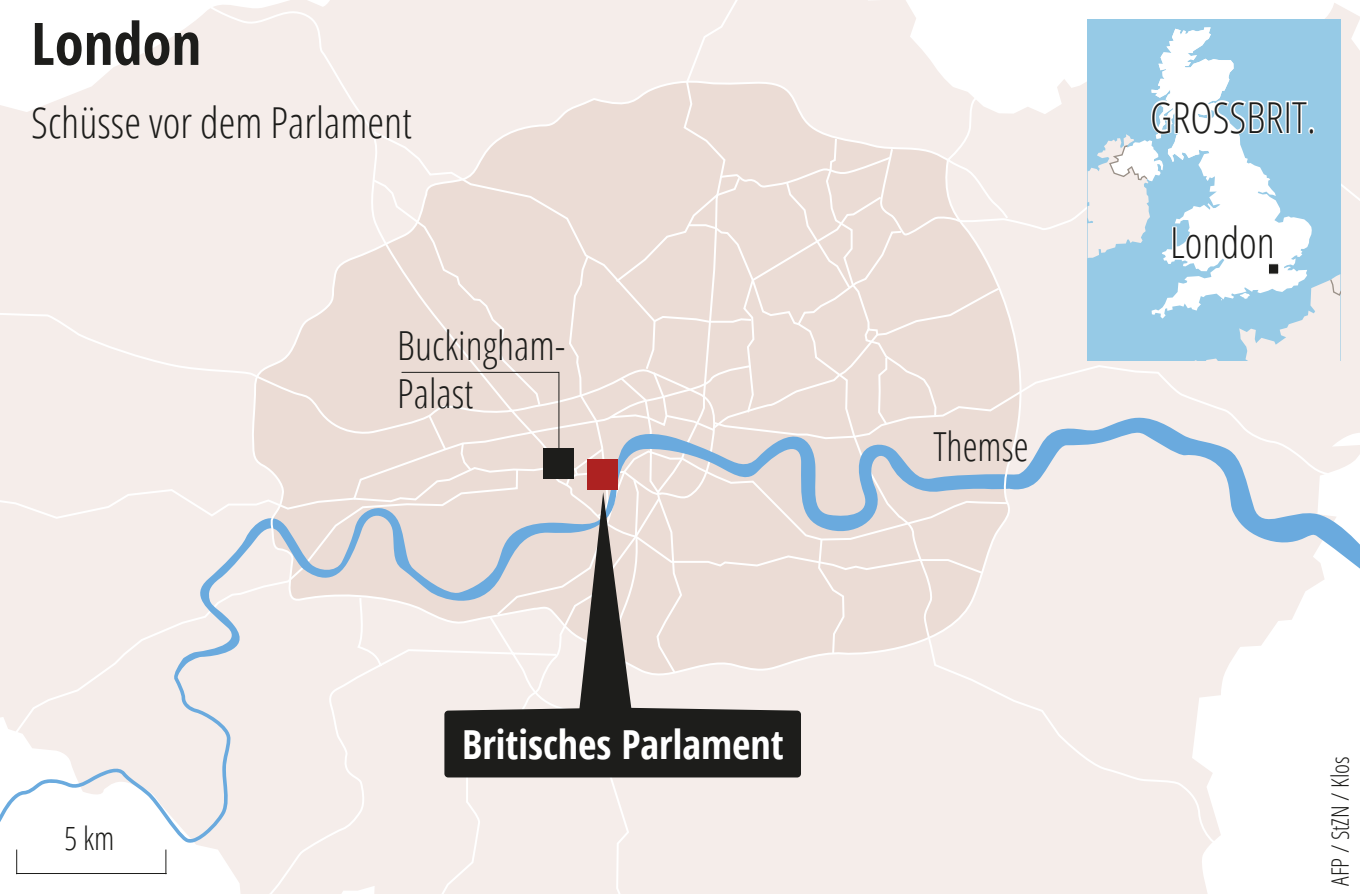 London
Schüsse vor dem Parlament
GROSSBRIT.
London
Buckingham-
Palast
Themse
Britisches Parlament
5 km
AFP / StZN / Klos